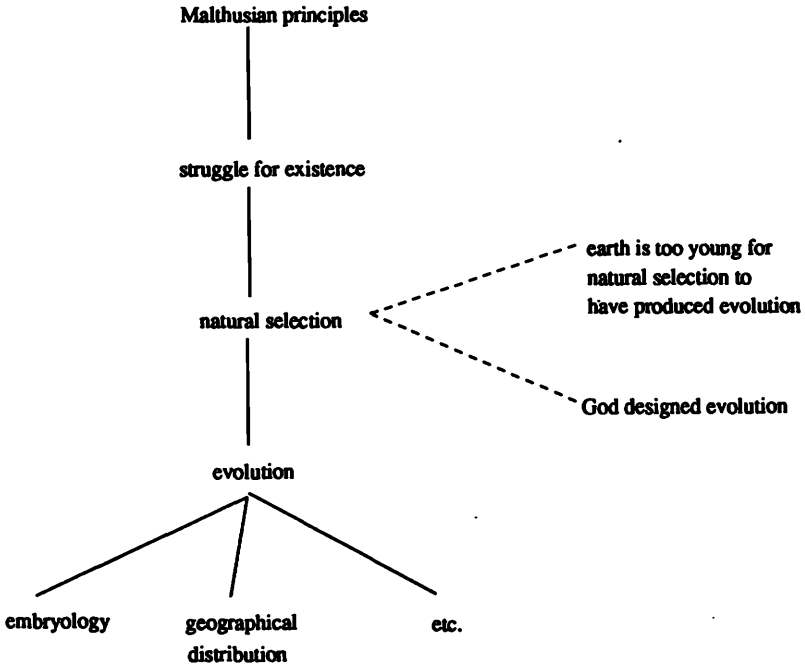 Malthusian principles
struggle for existence
earth is too young for
natural selection to
have produced evolution
natural selection
God designed evolution
evolution
embryology
geographical
distribution
etc.